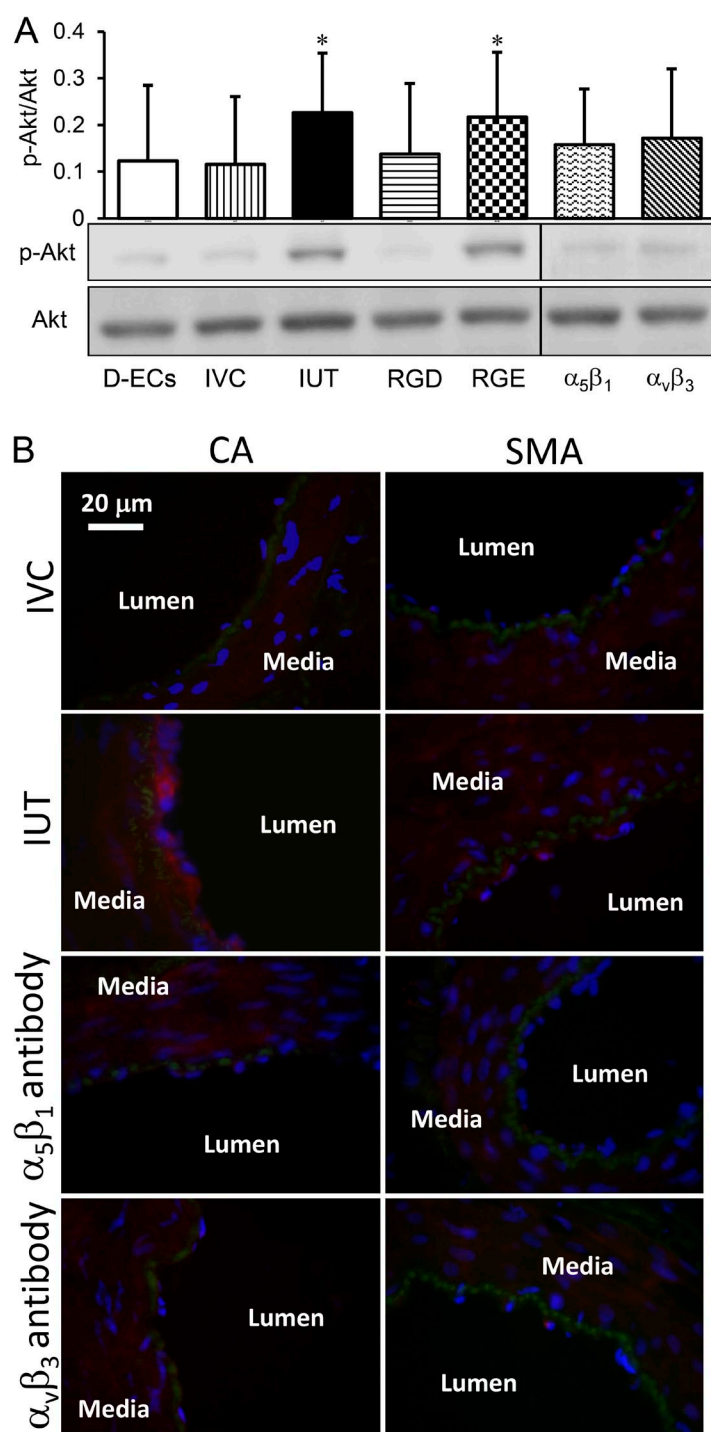 A
0.4
0.3
0.2
0.1
0
p-Akt/Akt
* *
p-Akt
Akt
D-ECs IVC IUT RGD RGE α5β1 αvβ3
B
CA SMA
IVC
20 µm
Lumen
Media
Lumen
Media
IUT
Lumen
Media
Media
Lumen
α5β1 antibody
Media
Lumen
Lumen
Media
αvβ3 antibody
Lumen
Media
Media
Lumen